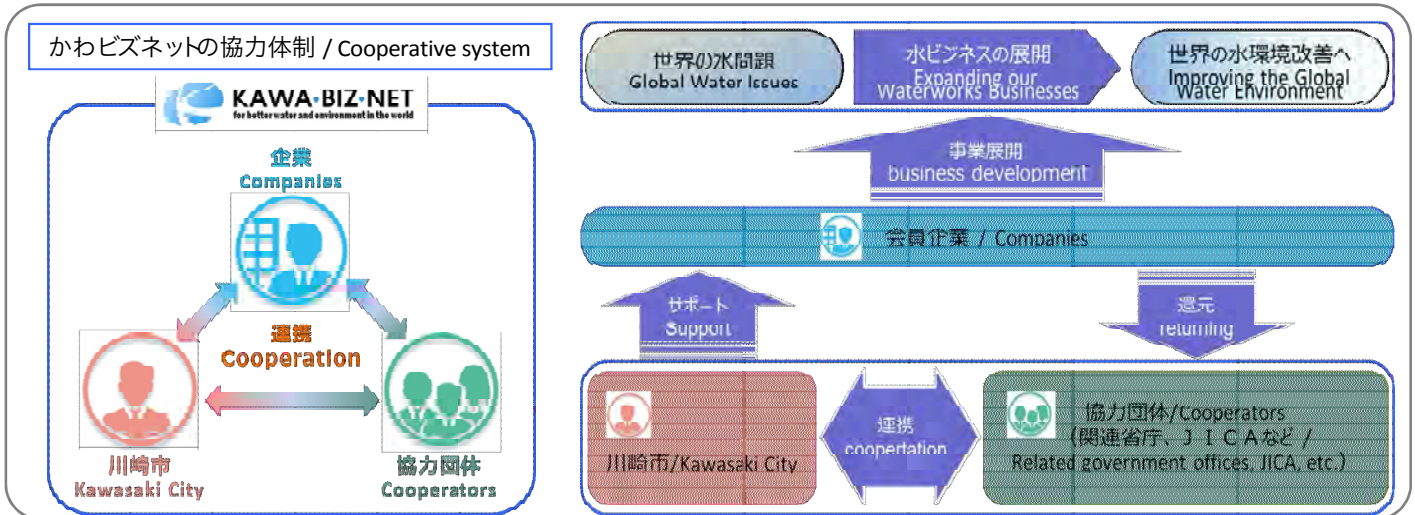 かわビズネットの協力体制 / Cooperative system
KAWA・BIZ・NET
for better water and environment in the world
企業
Companies
連携
Cooperation
川崎市
Kawasaki City
協力団体
Cooperators
世界の水問題
Global Water Issues
水ビジネスの展開
Expanding our
Waterworks Businesses
世界の水環境改善へ
Improving the Global
Water Environment
事業展開
business development
会員企業 / Companies
サポート
Support
還元
returning
川崎市/Kawasaki City
連携
coopertation
協力団体/Cooperators
(関連省庁、JICAなど /
Related government offices, JICA, etc.)